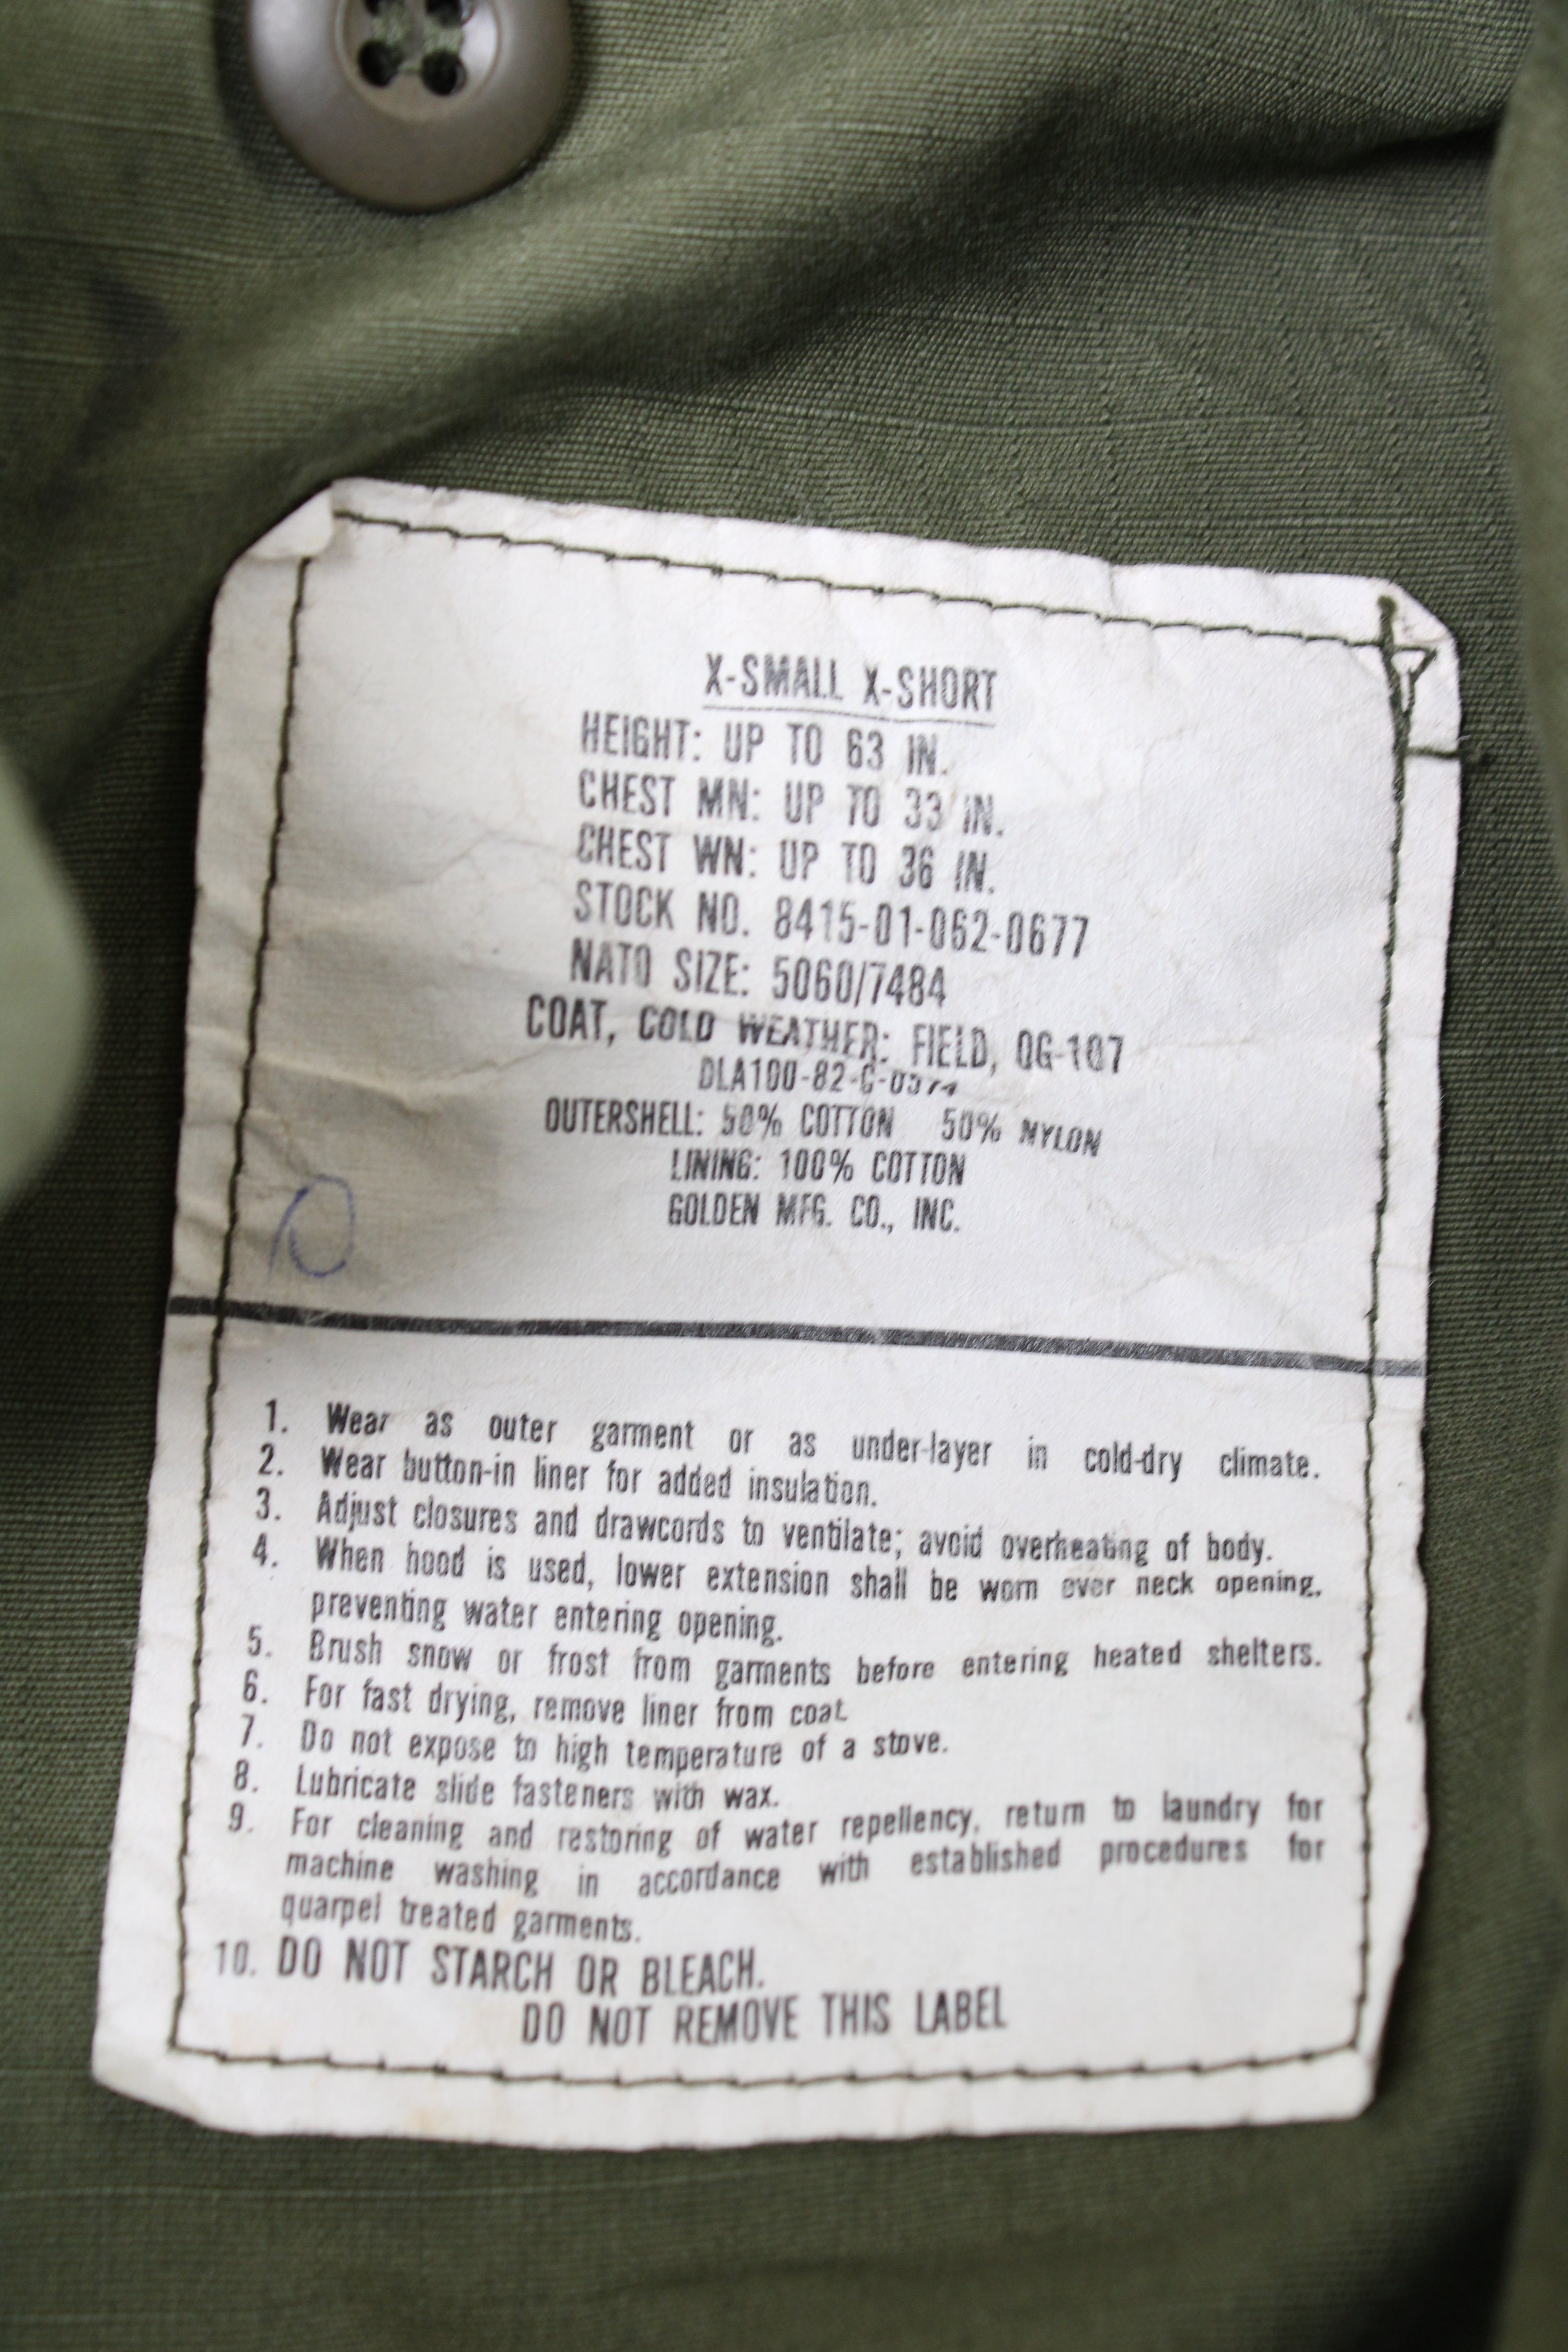 X-SMALL X-SHORT
HEIGHT: UP TO 63 IN.
CHEST MN: UP TO 33 IN.
CHEST WN: UP TO 36 IN.
STOCK NO. 8415-01-062-0677
NATO SIZE: 5060/7484
COAT, COLD WEATHER: FIELD, OG-107
OUTERSHELL: 50% COTTON 50% NYLON
LINING: 100% COTTON
GOLDEN MFG. CO., INC.
1. Wear as outer garment or as under-layer in cold-dry climate.
2. Wear button-in liner for added insulation.
3. Adjust closures and drawcords to ventilate; avoid overheating of body.
4. When hood is used, lower extension shall be worn over neck opening,
preventing water entering opening.
5. Brush snow or frost from garments before entering heated shelters.
6. For fast drying, remove liner from coat.
7. Do not expose to high temperature of a stove.
8. Lubricate slide fasteners with wax.
9. For cleaning and restoring of water repellency, return to laundry for
machine washing in accordance with established procedures for
quarpel treated garments.
10. DO NOT STARCH OR BLEACH.
DO NOT REMOVE THIS LABEL